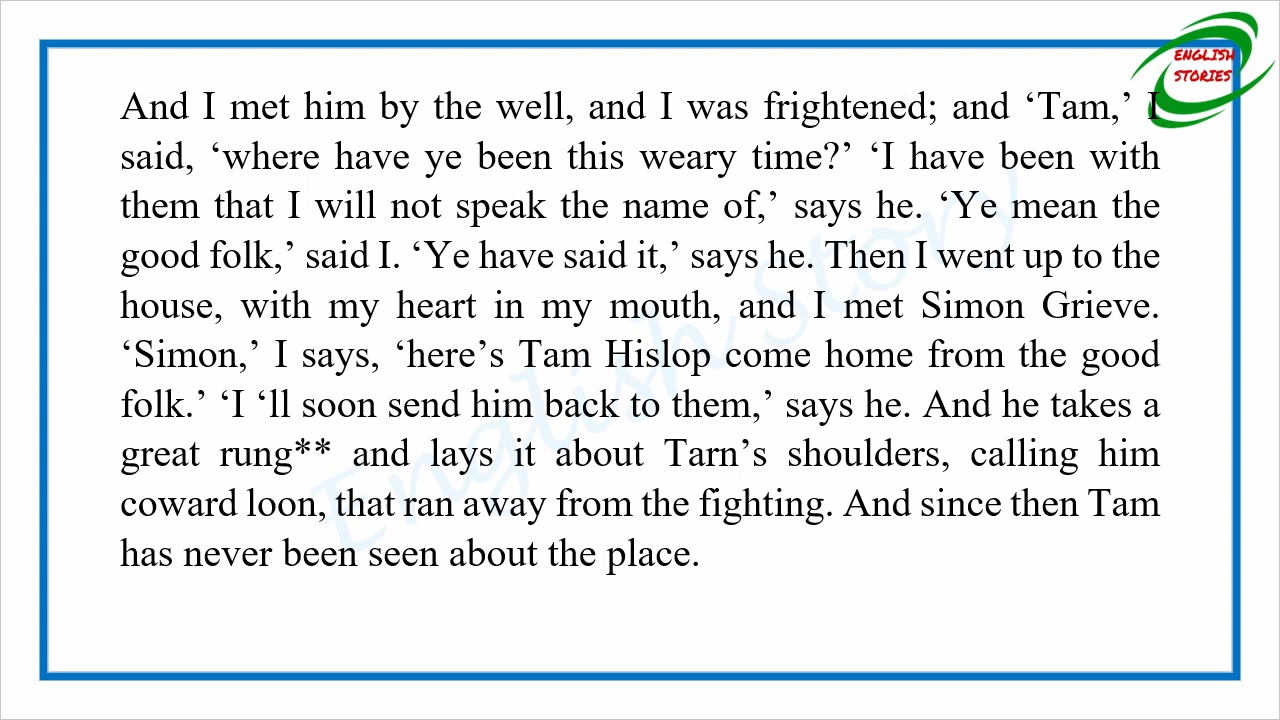 ENGLISH
STORIES
And I met him by the well, and I was frightened; and ‘Tam,’ I
said, ‘where have ye been this weary time?’ ‘I have been with
them that I will not speak the name of,’ says he. ‘Ye mean the
good folk,’ said I. ‘Ye have said it,’ says he. Then I went up to the
house, with my heart in my mouth, and I met Simon Grieve.
‘Simon,’ I says, ‘here’s Tam Hislop come home from the good
folk.’ ‘I ‘ll soon send him back to them,’ says he. And he takes a
great rung** and lays it about Tarn’s shoulders, calling him
coward loon, that ran away from the fighting. And since then Tam
has never been seen about the place.
English Story